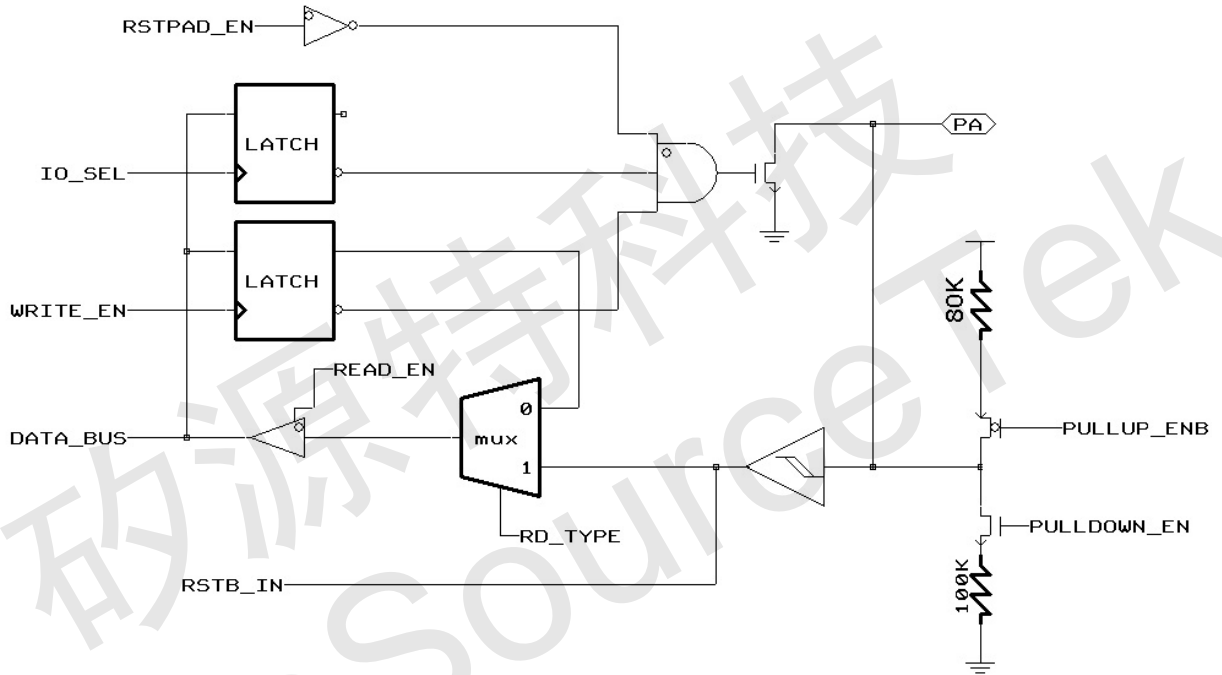 RSTPAD_EN
PA
LATCH
IO_SEL
LATCH
WRITE_EN
80K
READ_EN
0
mux
1
DATA_BUS
PULLUP_ENB
RD_TYPE
PULLDOWN_EN
RSTB_IN
100K
矽源特科技
SourceTek